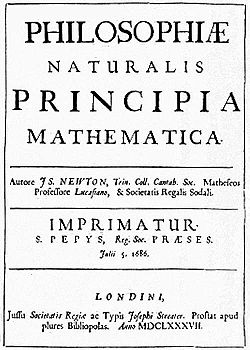 PHILOSOPHIÆ
NATURALIS
PRINCIPIA
MATHEMATICA.
Autore JS. NEWTON, Trin. Coll. Cantab. Soc. Matheseos
Professore Lucasiano, & Societatis Regalis Sodali.
IMPRIMATUR.
S. PEPYS, Reg. Soc. PRÆSES.
Julii 5. 1686.
LONDINI,
Jussu Societatis Regiæ ac Typis Josephi Streater. Prostat apud
plures Bibliopolas. Anno MDCLXXXVII.